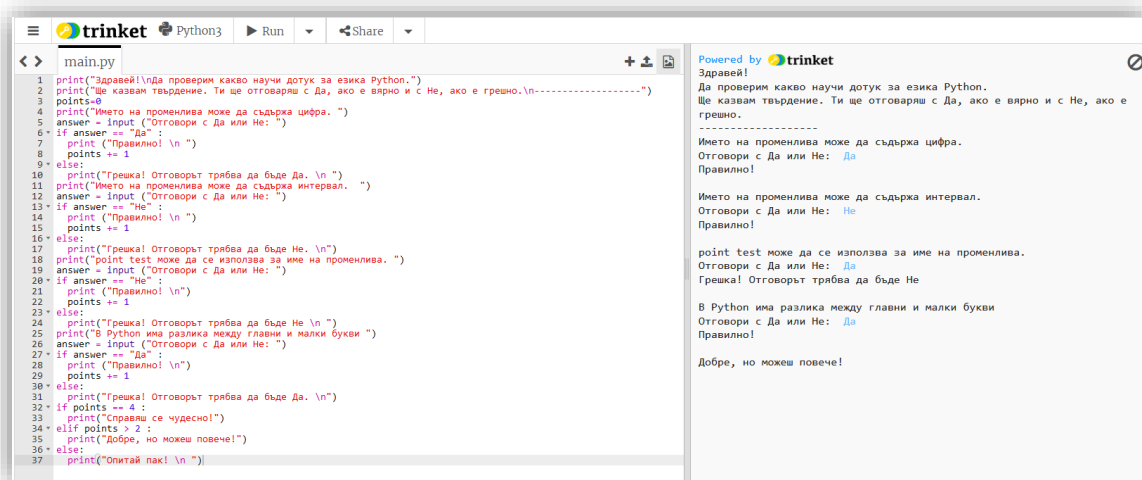 trinket Python3 Run Share
main.py
1 print("Здравей!\nДа проверим какво научи дотук за езика Python.")
2 print("Ще казвам твърдение. Ти ще отговаряш с Да, ако е вярно и с Не, ако е грешно.\n-------------------")
3 points=0
4 print("Името на променлива може да съдържа цифра. ")
5 answer = input ("Отговори с Да или Не: ")
6 if answer == "Да" :
7 print ("Правилно! \n ")
8 points += 1
9 else:
10 print("Грешка! Отговорът трябва да бъде Да. \n ")
11 print("Името на променлива може да съдържа интервал.  ")
12 answer = input ("Отговори с Да или Не: ")
13 if answer == "Не" :
14 print ("Правилно! \n ")
15 points += 1
16 else:
17 print("Грешка! Отговорът трябва да бъде Не. \n")
18 print("point test може да се използва за име на променлива. ")
19 answer = input ("Отговори с Да или Не: ")
20 if answer == "Не" :
21 print ("Правилно! \n")
22 points += 1
23 else:
24 print("Грешка! Отговорът трябва да бъде Не \n ")
25 print("В Python има разлика между главни и малки букви ")
26 answer = input ("Отговори с Да или Не: ")
27 if answer == "Да" :
28 print ("Правилно! \n")
29 points += 1
30 else:
31 print("Грешка! Отговорът трябва да бъде Да. \n")
32 if points == 4 :
33 print("Справяш се чудесно!")
34 elif points > 2 :
35 print("Добре, но можеш повече!")
36 else:
37 print("Опитай пак! \n ")
Powered by trinket
Здравей!
Да проверим какво научи дотук за езика Python.
Ще казвам твърдение. Ти ще отговаряш с Да, ако е вярно и с Не, ако е
грешно.
-------------------
Името на променлива може да съдържа цифра.
Отговори с Да или Не:  Да
Правилно!
Името на променлива може да съдържа интервал.
Отговори с Да или Не:  Не
Правилно!
point test може да се използва за име на променлива.
Отговори с Да или Не:  Да
Грешка! Отговорът трябва да бъде Не
В Python има разлика между главни и малки букви
Отговори с Да или Не:  Да
Правилно!
Добре, но можеш повече!